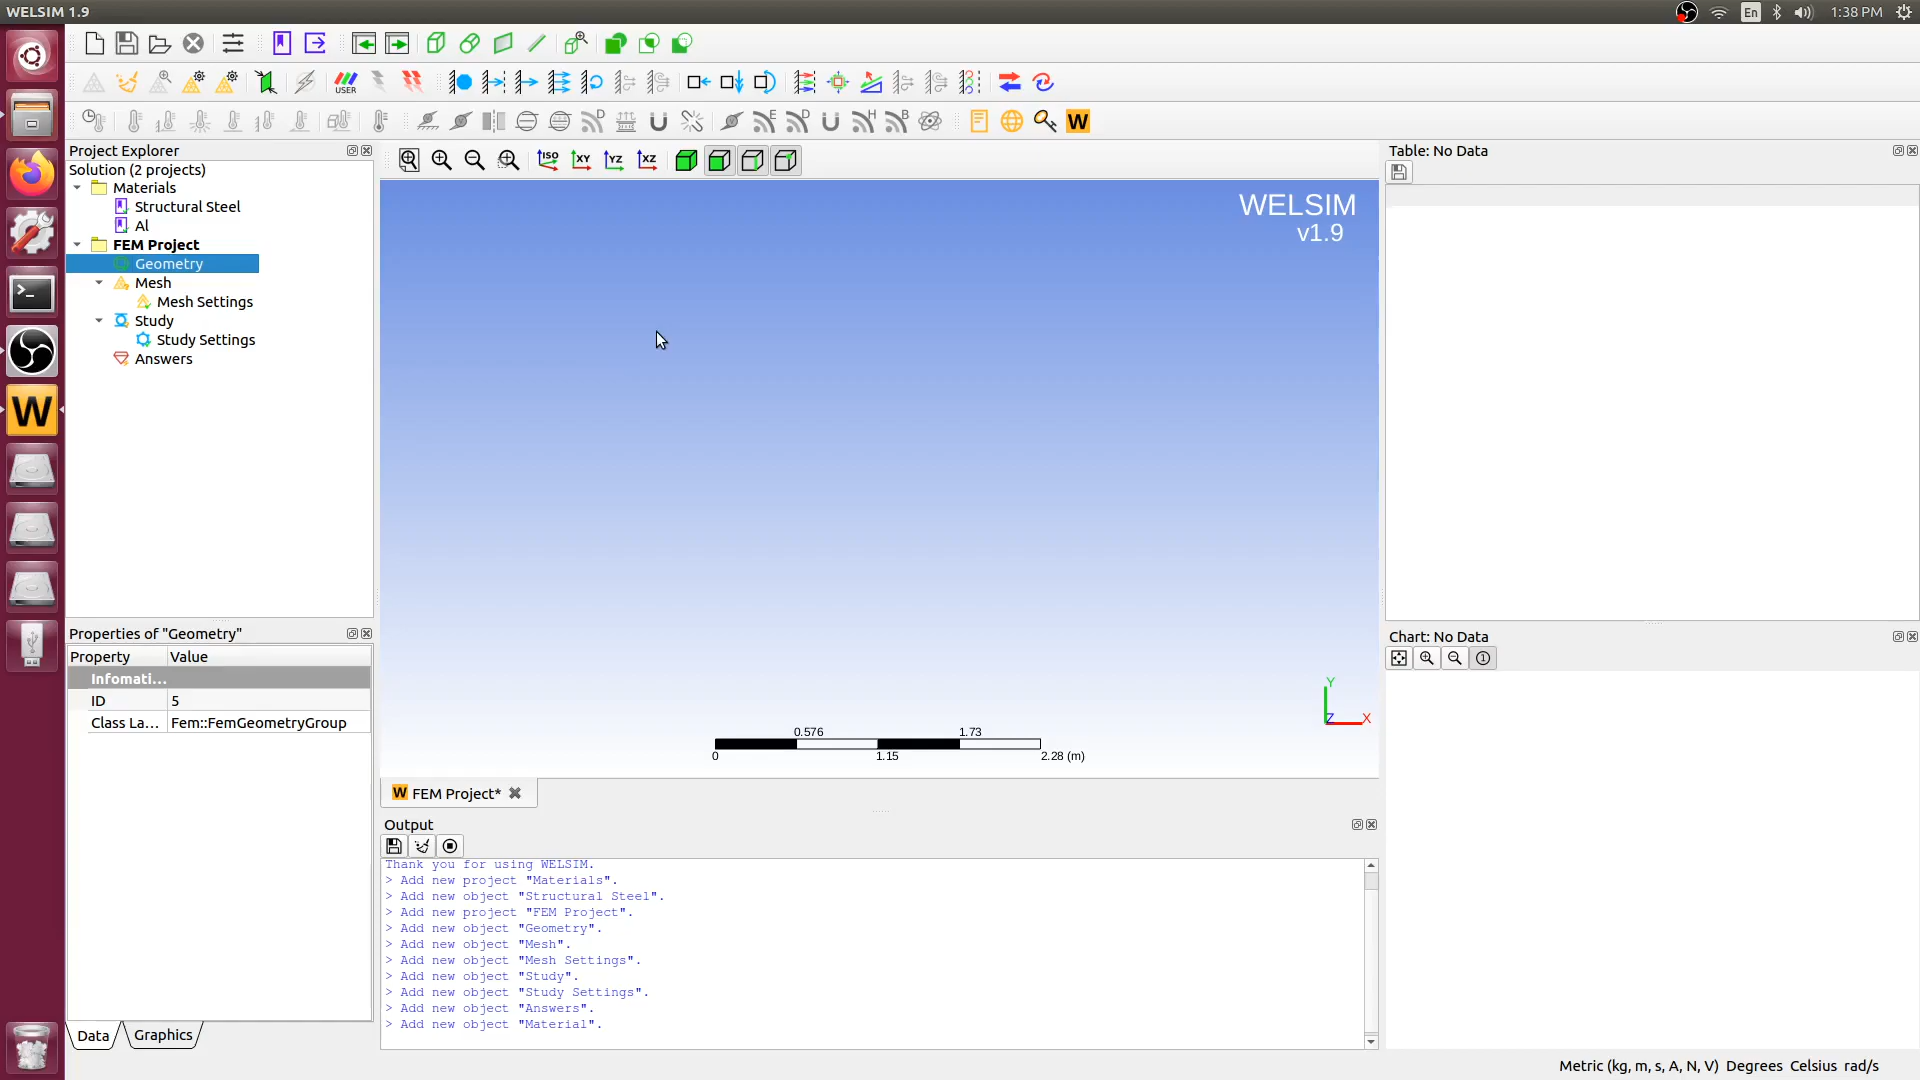 WELSIM 1.9
En
1:38 PM
USER
D
E
D
H
B
W
Project Explorer
Solution (2 projects)
Materials
Structural Steel
Al
FEM Project
Geometry
Mesh
Mesh Settings
Study
Study Settings
Answers
ISO
XY
YZ
XZ
WELSIM
v1.9
Y
Z
X
0.576
1.73
0
1.15
2.28 (m)
W FEM Project*
Table: No Data
Chart: No Data
Properties of "Geometry"
Property Value
Infomati...
ID 5
Class La... Fem::FemGeometryGroup
Data
Graphics
Output
Thank you for using WELSIM.
> Add new project "Materials".
> Add new object "Structural Steel".
> Add new project "FEM Project".
> Add new object "Geometry".
> Add new object "Mesh".
> Add new object "Mesh Settings".
> Add new object "Study".
> Add new object "Study Settings".
> Add new object "Answers".
> Add new object "Material".
Metric (kg, m, s, A, N, V) Degrees Celsius rad/s
W